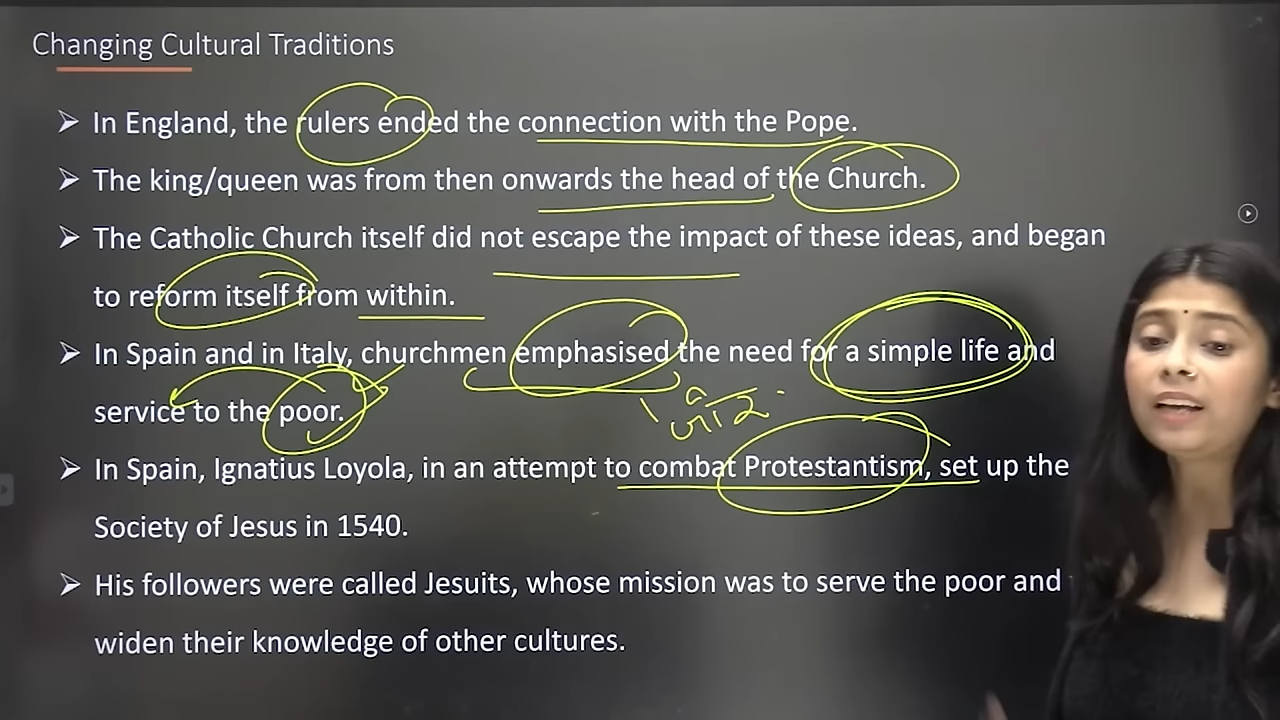 Changing Cultural Traditions
➢ In England, the rulers ended the connection with the Pope.
➢ The king/queen was from then onwards the head of the Church.
➢ The Catholic Church itself did not escape the impact of these ideas, and began
to reform itself from within.
➢ In Spain and in Italy, churchmen emphasised the need for a simple life and
service to the poor.
➢ In Spain, Ignatius Loyola, in an attempt to combat Protestantism, set up the
Society of Jesus in 1540.
➢ His followers were called Jesuits, whose mission was to serve the poor and
widen their knowledge of other cultures.